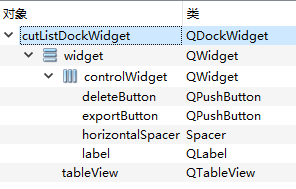 对象 类
cutListDockWidget QDockWidget
widget QWidget
controlWidget QWidget
deleteButton QPushButton
exportButton QPushButton
horizontalSpacer Spacer
label QLabel
tableView QTableView